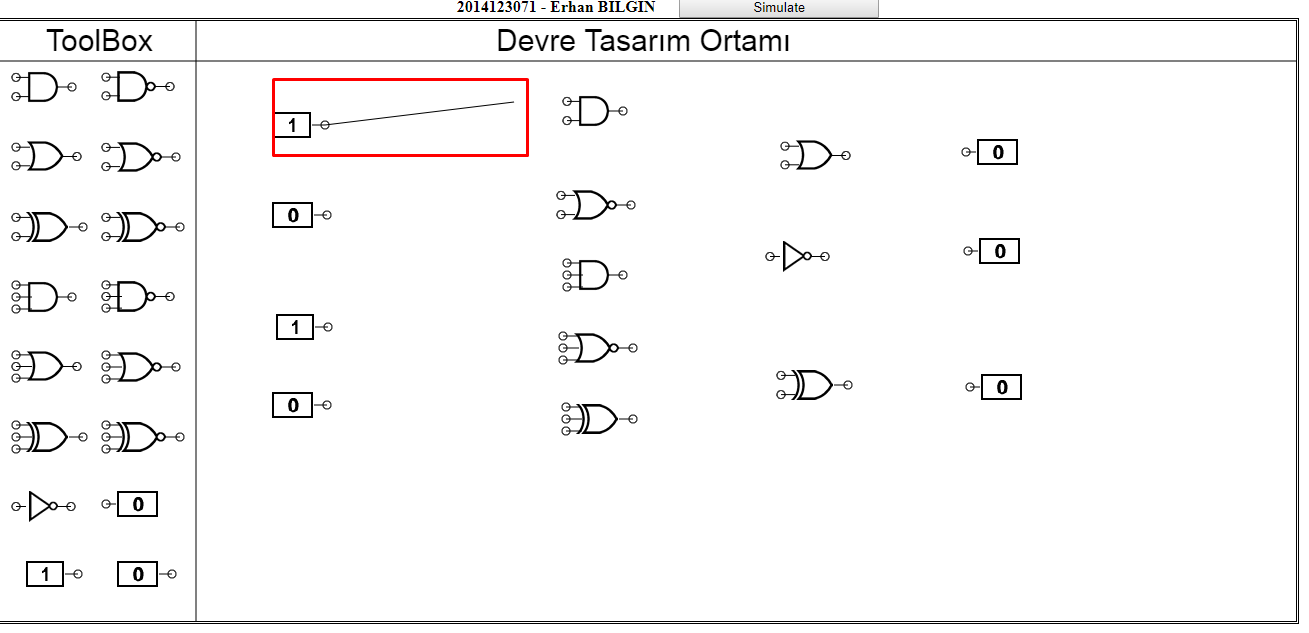 2014123071 - Erhan BILGIN
Simulate
ToolBox
Devre Tasarım Ortamı
1
0
1
0
0
0
0
0
1
0